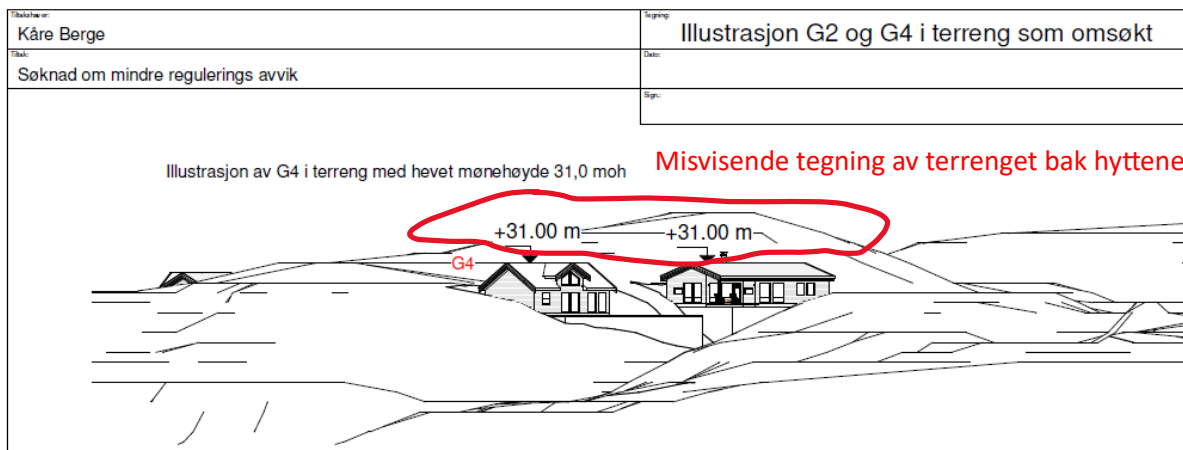 Tiltakshaver:
Kåre Berge
Tiltak:
Søknad om mindre regulerings avvik
Tegning:
Illustrasjon G2 og G4 i terreng som omsøkt
Dato:
Sign.:
Illustrasjon av G4 i terreng med hevet mønehøyde 31,0 moh
Misvisende tegning av terrenget bak hyttene
+31.00 m
+31.00 m
G4